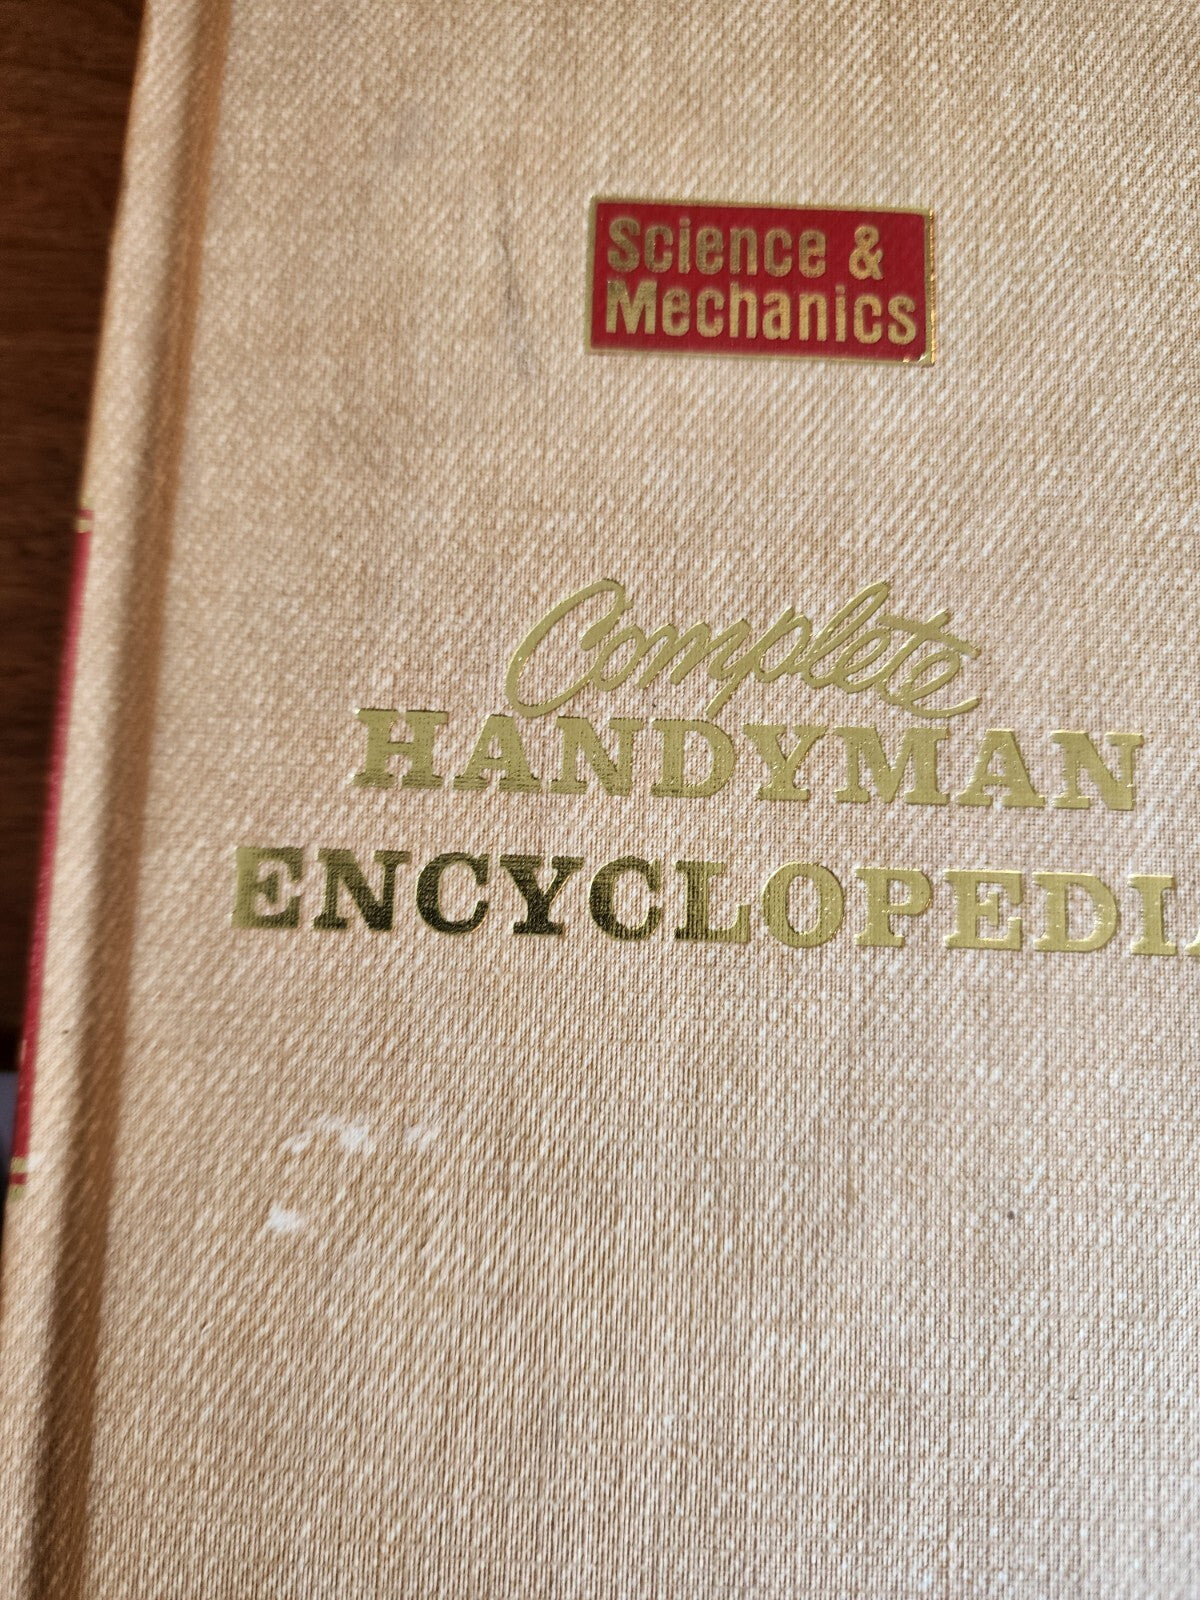 Science &
Mechanics
Complete
HANDYMAN
ENCYCLOPEDIA